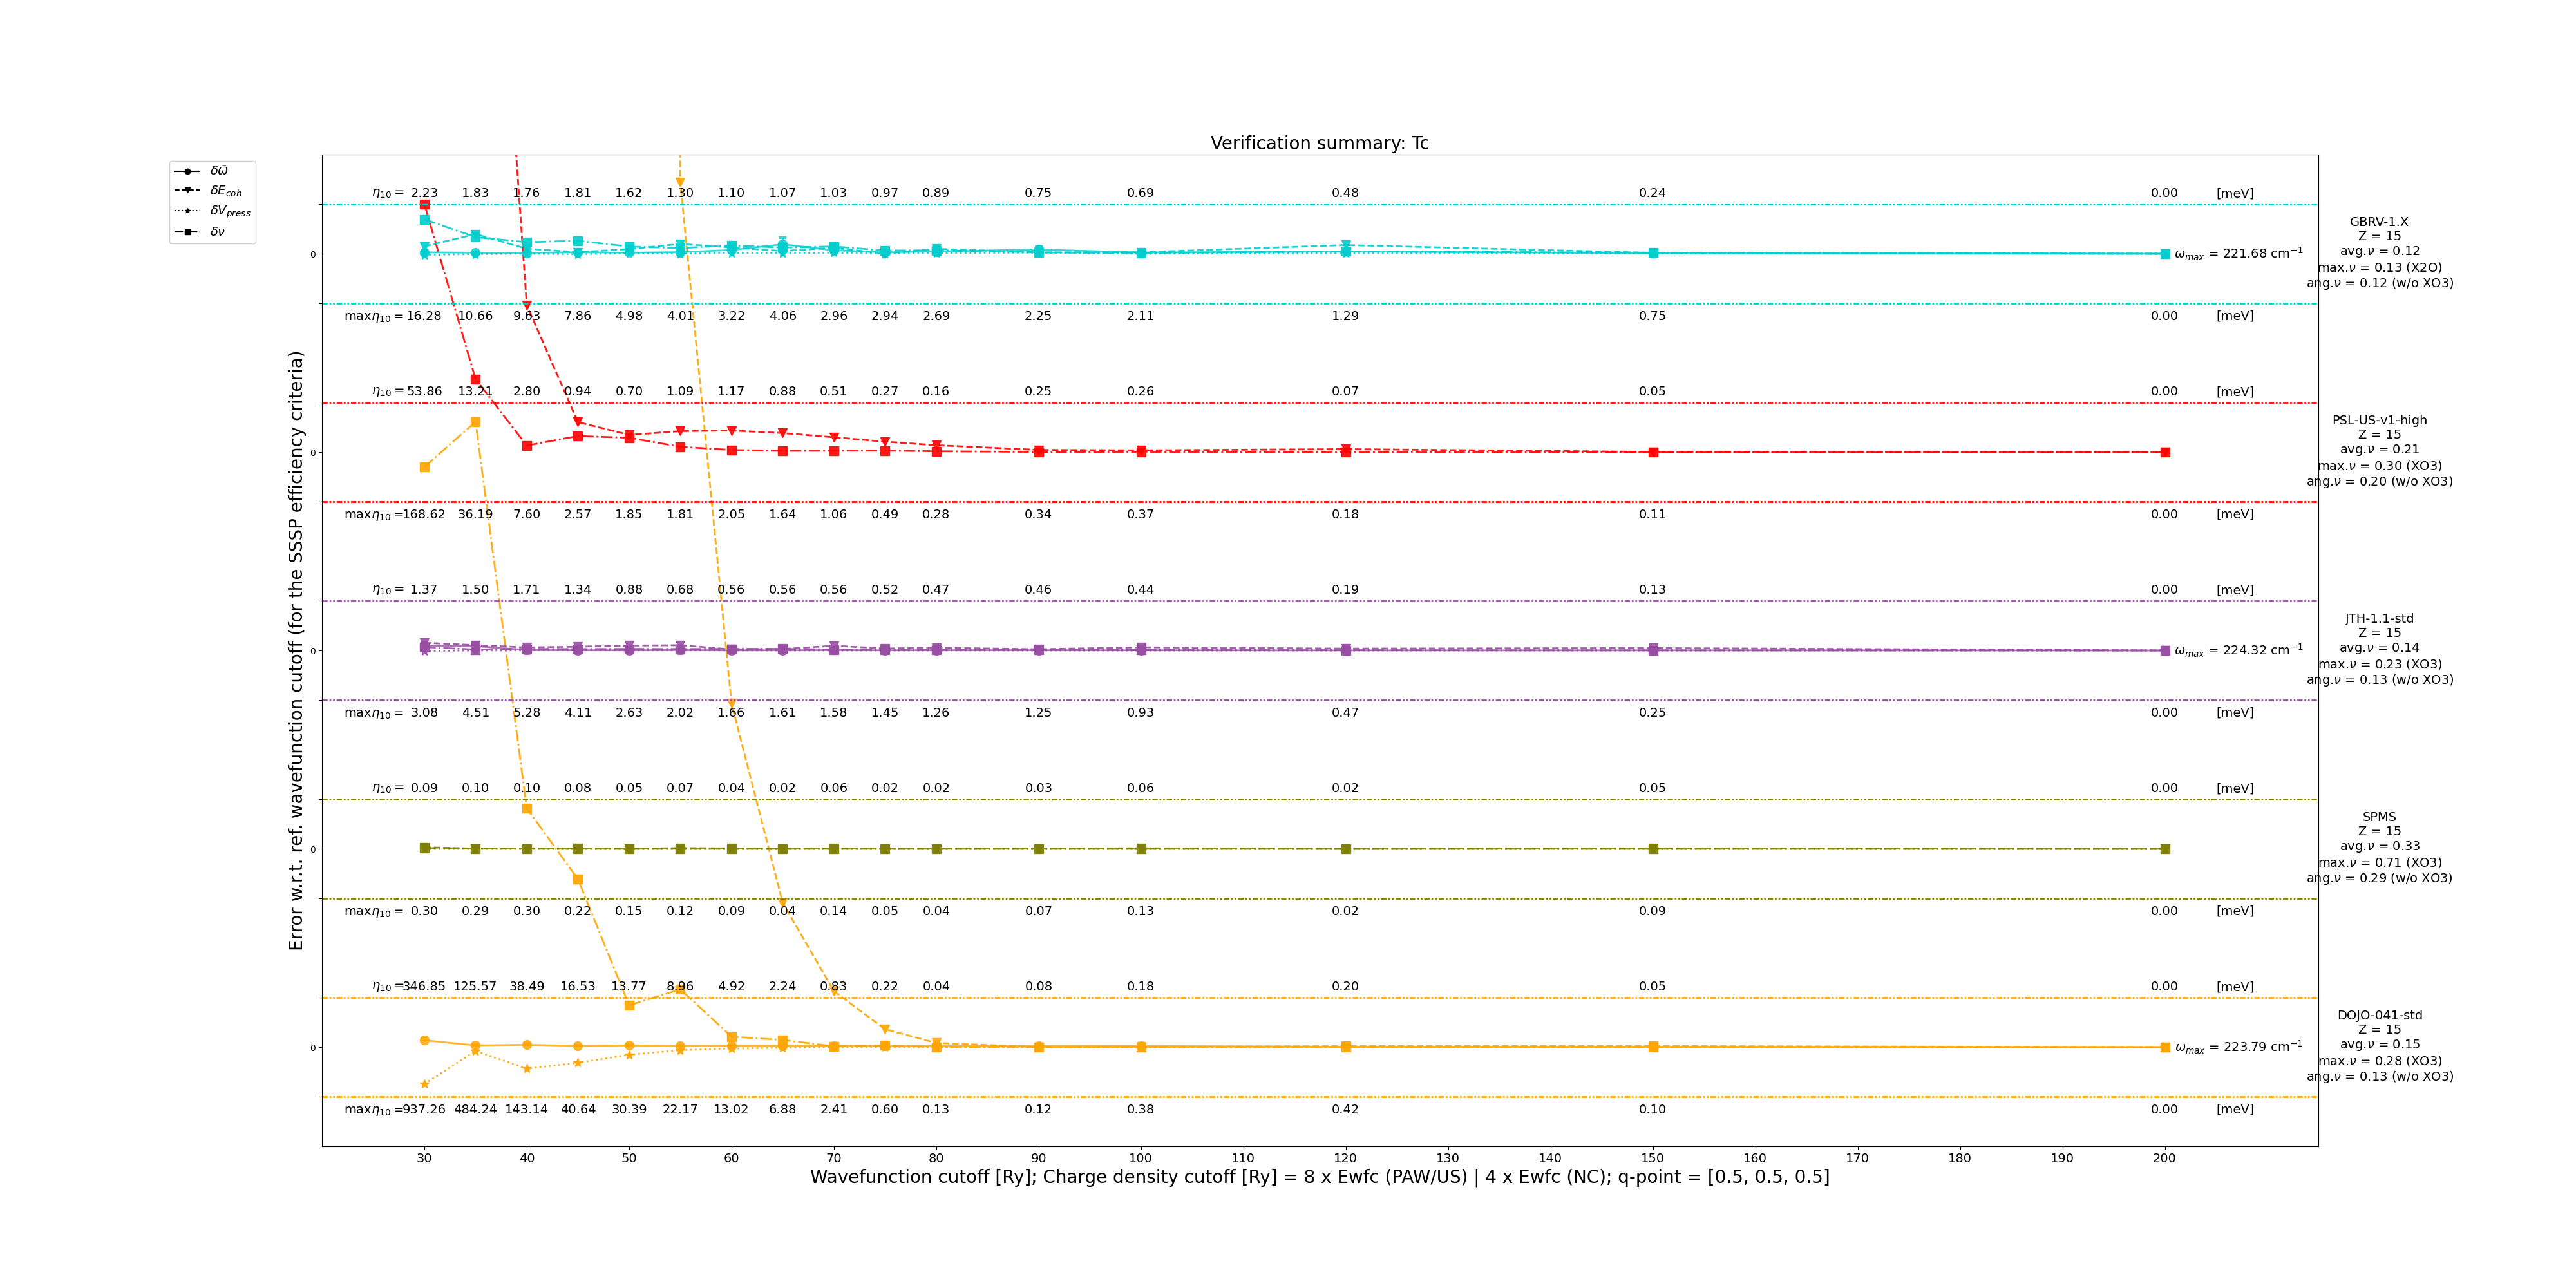 Verification summary: Tc
δω̄
δE_coh
δV_press
δν
Error w.r.t. ref. wavefunction cutoff (for the SSSP efficiency criteria)
η₁₀ = 2.23 1.83 1.76 1.81 1.62 1.30 1.10 1.07 1.03 0.97 0.89 0.75 0.69 0.48 0.24 0.00 [meV]
0
ω_max = 221.68 cm⁻¹
maxη₁₀ = 16.28 10.66 9.63 7.86 4.98 4.01 3.22 4.06 2.96 2.94 2.69 2.25 2.11 1.29 0.75 0.00 [meV]
GBRV-1.X
Z = 15
avg.ν = 0.12
max.ν = 0.13 (X2O)
ang.ν = 0.12 (w/o XO3)
η₁₀ = 53.86 13.21 2.80 0.94 0.70 1.09 1.17 0.88 0.51 0.27 0.16 0.25 0.26 0.07 0.05 0.00 [meV]
0
maxη₁₀ = 168.62 36.19 7.60 2.57 1.85 1.81 2.05 1.64 1.06 0.49 0.28 0.34 0.37 0.18 0.11 0.00 [meV]
PSL-US-v1-high
Z = 15
avg.ν = 0.21
max.ν = 0.30 (XO3)
ang.ν = 0.20 (w/o XO3)
η₁₀ = 1.37 1.50 1.71 1.34 0.88 0.68 0.56 0.56 0.56 0.52 0.47 0.46 0.44 0.19 0.13 0.00 [meV]
0
ω_max = 224.32 cm⁻¹
maxη₁₀ = 3.08 4.51 5.28 4.11 2.63 2.02 1.66 1.61 1.58 1.45 1.26 1.25 0.93 0.47 0.25 0.00 [meV]
JTH-1.1-std
Z = 15
avg.ν = 0.14
max.ν = 0.23 (XO3)
ang.ν = 0.13 (w/o XO3)
η₁₀ = 0.09 0.10 0.10 0.08 0.05 0.07 0.04 0.02 0.06 0.02 0.02 0.03 0.06 0.02 0.05 0.00 [meV]
0
maxη₁₀ = 0.30 0.29 0.30 0.22 0.15 0.12 0.09 0.04 0.14 0.05 0.04 0.07 0.13 0.02 0.09 0.00 [meV]
SPMS
Z = 15
avg.ν = 0.33
max.ν = 0.71 (XO3)
ang.ν = 0.29 (w/o XO3)
η₁₀ = 346.85 125.57 38.49 16.53 13.77 8.96 4.92 2.24 0.83 0.22 0.04 0.08 0.18 0.20 0.05 0.00 [meV]
0
ω_max = 223.79 cm⁻¹
maxη₁₀ = 937.26 484.24 143.14 40.64 30.39 22.17 13.02 6.88 2.41 0.60 0.13 0.12 0.38 0.42 0.10 0.00 [meV]
DOJO-041-std
Z = 15
avg.ν = 0.15
max.ν = 0.28 (XO3)
ang.ν = 0.13 (w/o XO3)
30 40 50 60 70 80 90 100 110 120 130 140 150 160 170 180 190 200
Wavefunction cutoff [Ry]; Charge density cutoff [Ry] = 8 x Ewfc (PAW/US) | 4 x Ewfc (NC); q-point = [0.5, 0.5, 0.5]